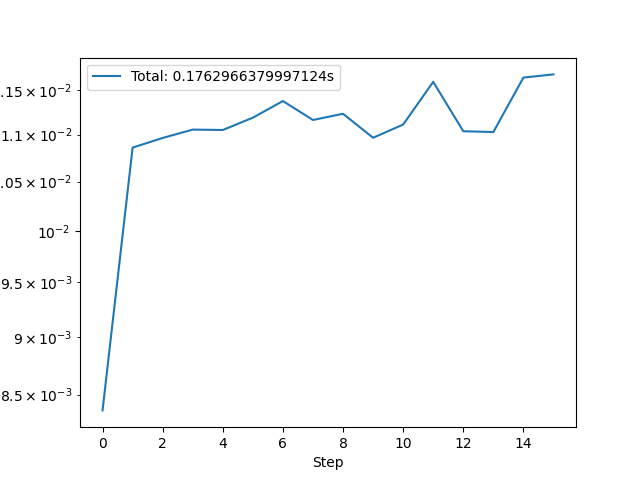 Total: 0.1762966379997124s
.15 × 10⁻²
1.1 × 10⁻²
.05 × 10⁻²
10⁻²
9.5 × 10⁻³
9 × 10⁻³
8.5 × 10⁻³
0 2 4 6 8 10 12 14
Step